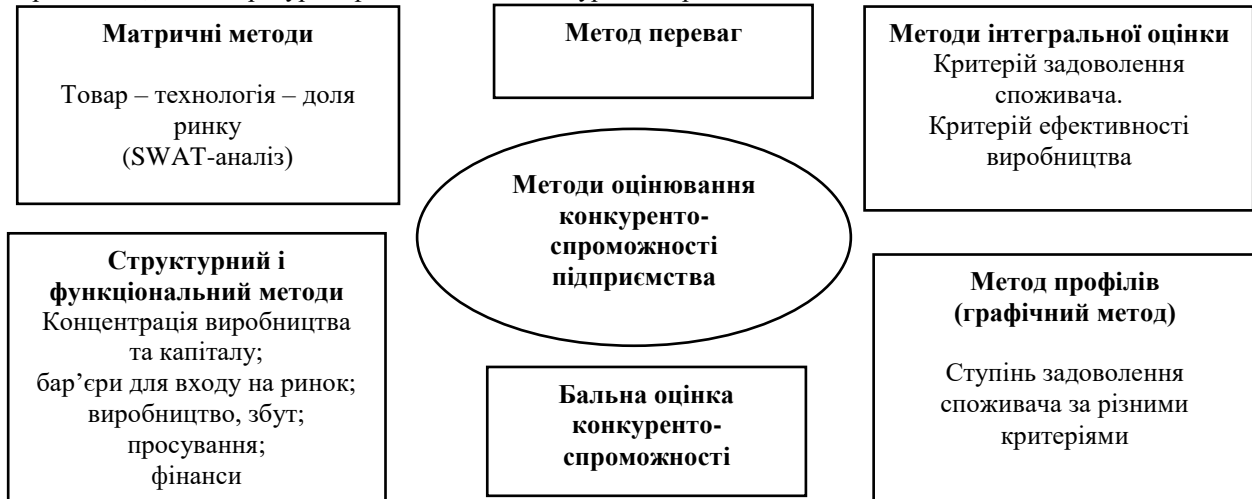 Матричні методи
Товар – технологія – доля
ринку
(SWAT-аналіз)
Метод переваг
Методи інтегральної оцінки
Критерій задоволення
споживача.
Критерій ефективності
виробництва
Методи оцінювання
конкуренто-
спроможності
підприємства
Структурний і
функціональний методи
Концентрація виробництва
та капіталу;
бар’єри для входу на ринок;
виробництво, збут;
просування;
фінанси
Бальна оцінка
конкуренто-
спроможності
Метод профілів
(графічний метод)
Ступінь задоволення
споживача за різними
критеріями